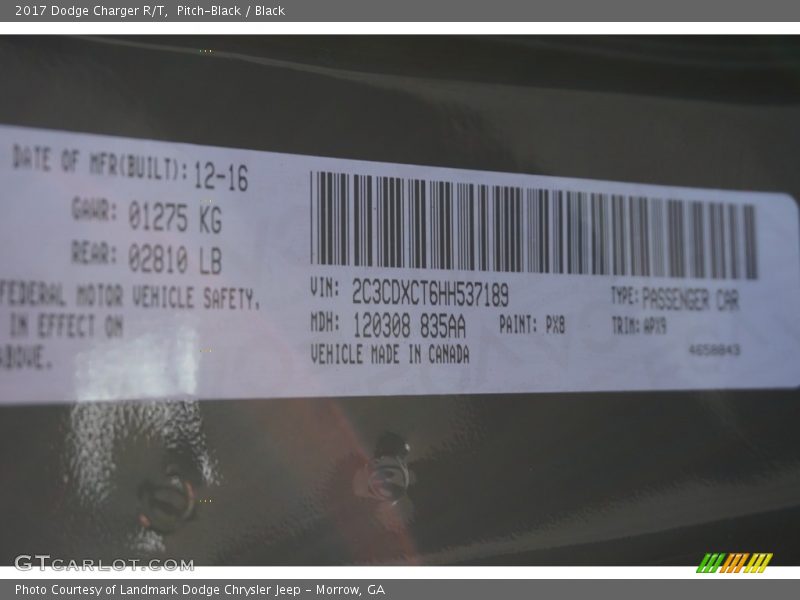 2017 Dodge Charger R/T, Pitch-Black / Black
DATE OF MFR(BUILT): 12-16
GAWR: 01275 KG
REAR: 02810 LB
FEDERAL MOTOR VEHICLE SAFETY,
IN EFFECT ON
ABOVE.
VIN: 2C3CDXCT6HH537189
MDH: 120308 835AA
PAINT: PX8
VEHICLE MADE IN CANADA
TYPE: PASSENGER CAR
TRIM: APX9
4658843
GTCARLOT.COM
Photo Courtesy of Landmark Dodge Chrysler Jeep - Morrow, GA